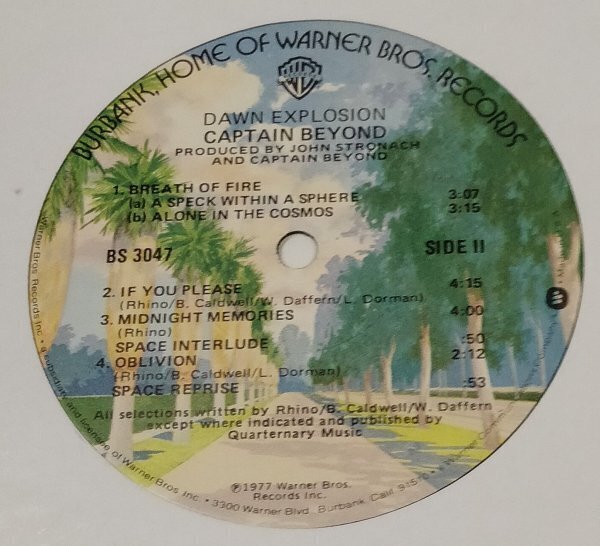 BURBANK, HOME OF WARNER BROS. RECORDS
DAWN EXPLOSION
CAPTAIN BEYOND
PRODUCED BY JOHN STRONACH
AND CAPTAIN BEYOND
1. BREATH OF FIRE
(a) A SPECK WITHIN A SPHERE 3:07
(b) ALONE IN THE COSMOS 3:15
BS 3047 SIDE II
2. IF YOU PLEASE 4:15
(Rhino/B. Caldwell/W. Daffern/L. Dorman)
3. MIDNIGHT MEMORIES 4:00
(Rhino)
SPACE INTERLUDE :50
4. OBLIVION 2:12
(Rhino/B. Caldwell/L. Dorman)
SPACE REPRISE :53
All selections written by Rhino/B. Caldwell/W. Daffern
except where indicated and published by
Quarternary Music
℗1977 Warner Bros.
Records Inc.
Warner Bros. Records Inc. • a subsidiary and licensee of Warner Bros. Inc. • 3300 Warner Blvd. Burbank, Calif.